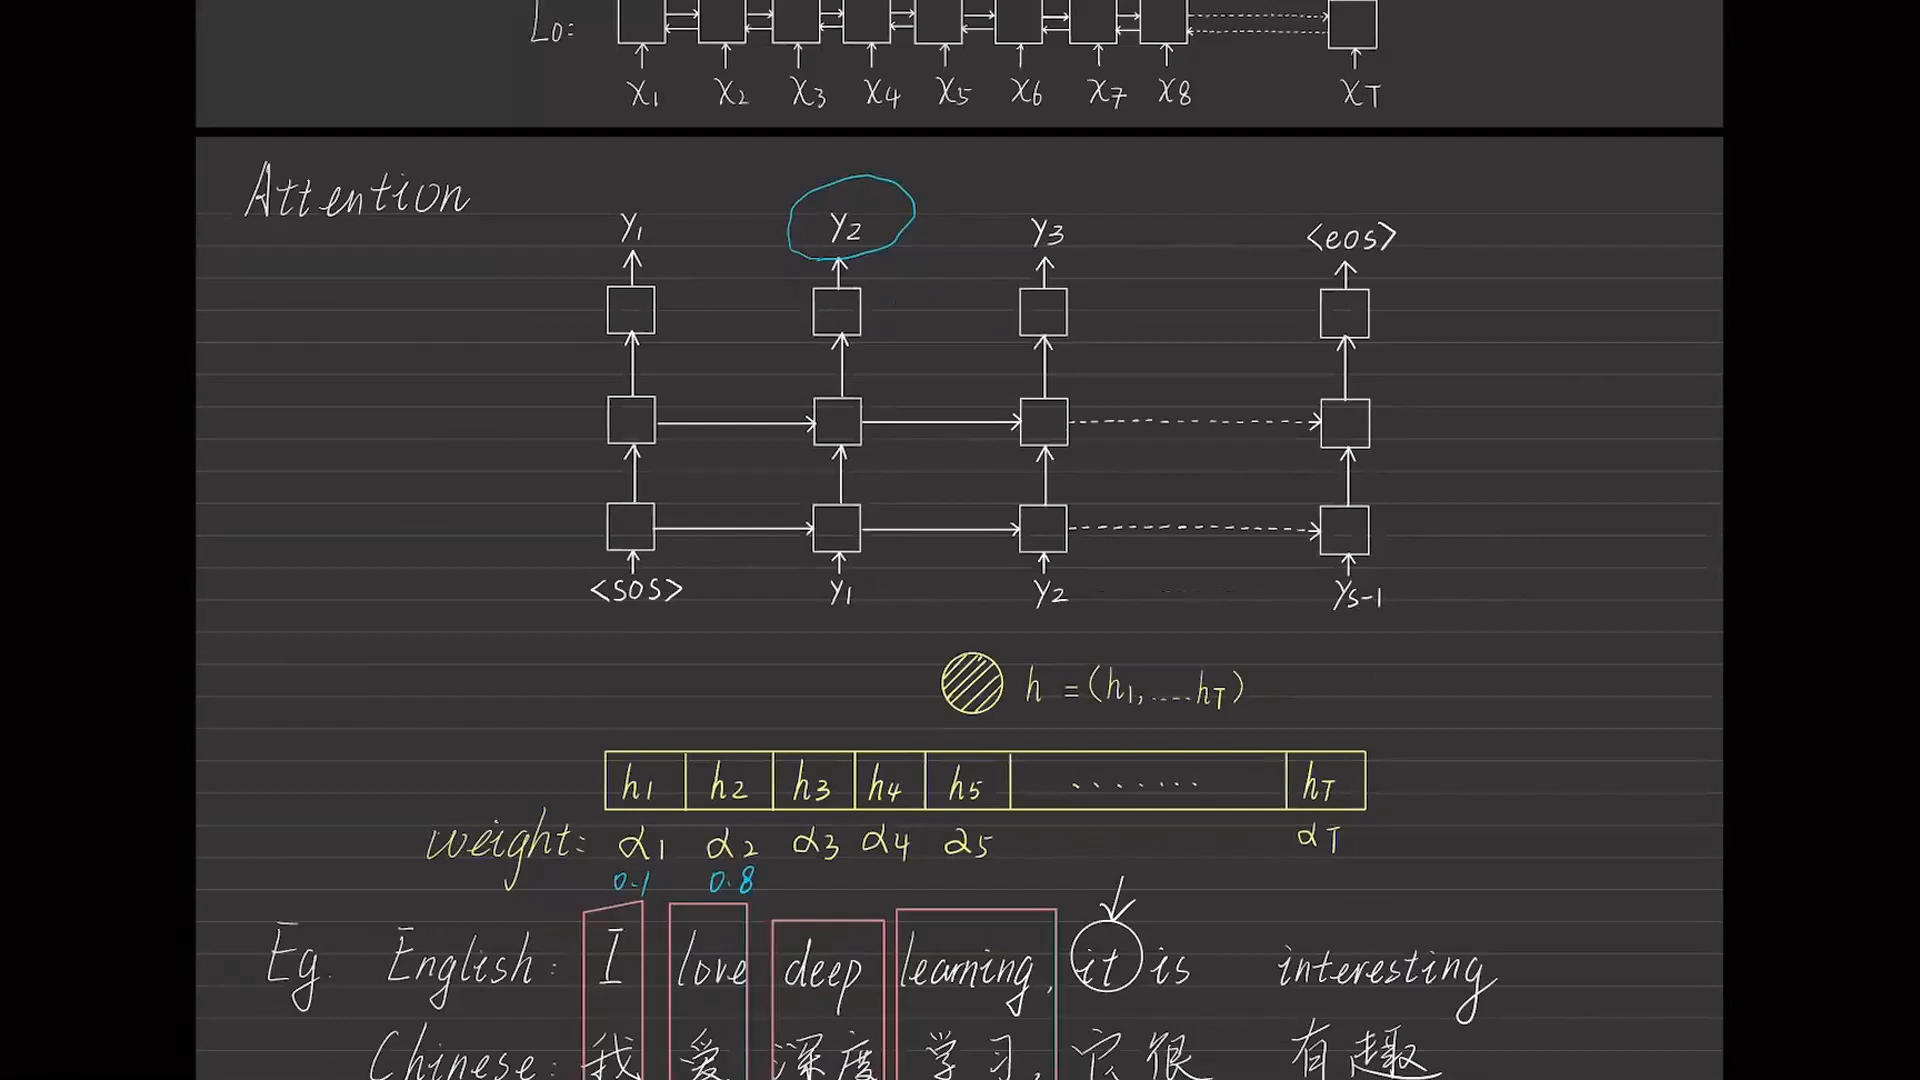 L0:
x1 x2 x3 x4 x5 x6 x7 x8 xT
Attention
y1 y2 y3 <eos>
<sos> y1 y2 ys-1
h = (h1, .... hT)
h1 h2 h3 h4 h5 ....... hT
weight: α1 α2 α3 α4 α5 αT
0.1 0.8
Eg. English: I love deep learning, it is interesting
Chinese: 我 爱 深度 学习, 它很 有趣